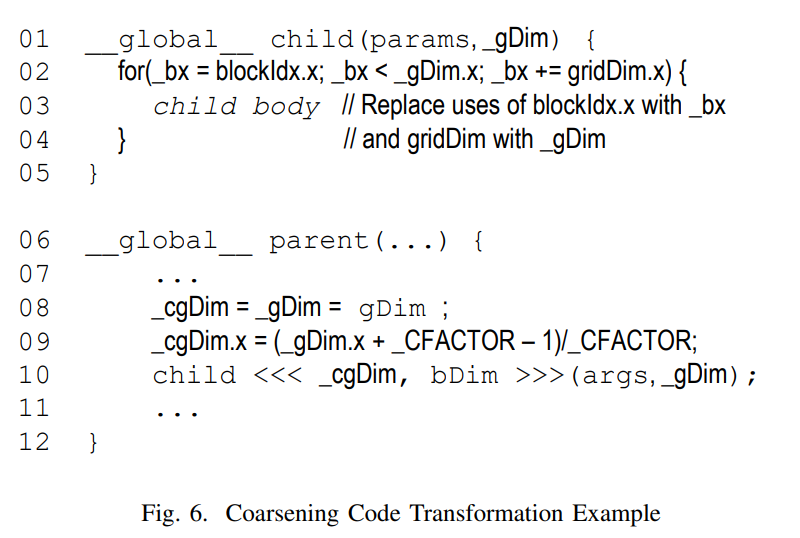 01 __global__ child(params,_gDim) {
02 for(_bx = blockIdx.x; _bx < _gDim.x; _bx += gridDim.x) {
03 child body // Replace uses of blockIdx.x with _bx
04 } // and gridDim with _gDim
05 }
06 __global__ parent(...) {
07 ...
08 _cgDim = _gDim = gDim ;
09 _cgDim.x = (_gDim.x + _CFACTOR – 1)/_CFACTOR;
10 child <<< _cgDim, bDim >>>(args,_gDim);
11 ...
12 }
Fig. 6. Coarsening Code Transformation Example